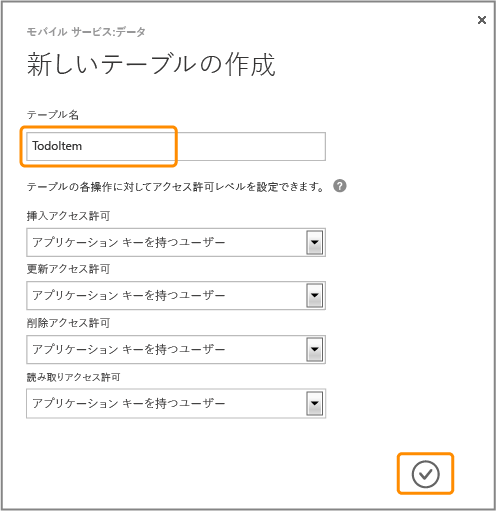 モバイル サービス:データ
新しいテーブルの作成
テーブル名
TodoItem
テーブルの各操作に対してアクセス許可レベルを設定できます。 ?
挿入アクセス許可
アプリケーション キーを持つユーザー
更新アクセス許可
アプリケーション キーを持つユーザー
削除アクセス許可
アプリケーション キーを持つユーザー
読み取りアクセス許可
アプリケーション キーを持つユーザー